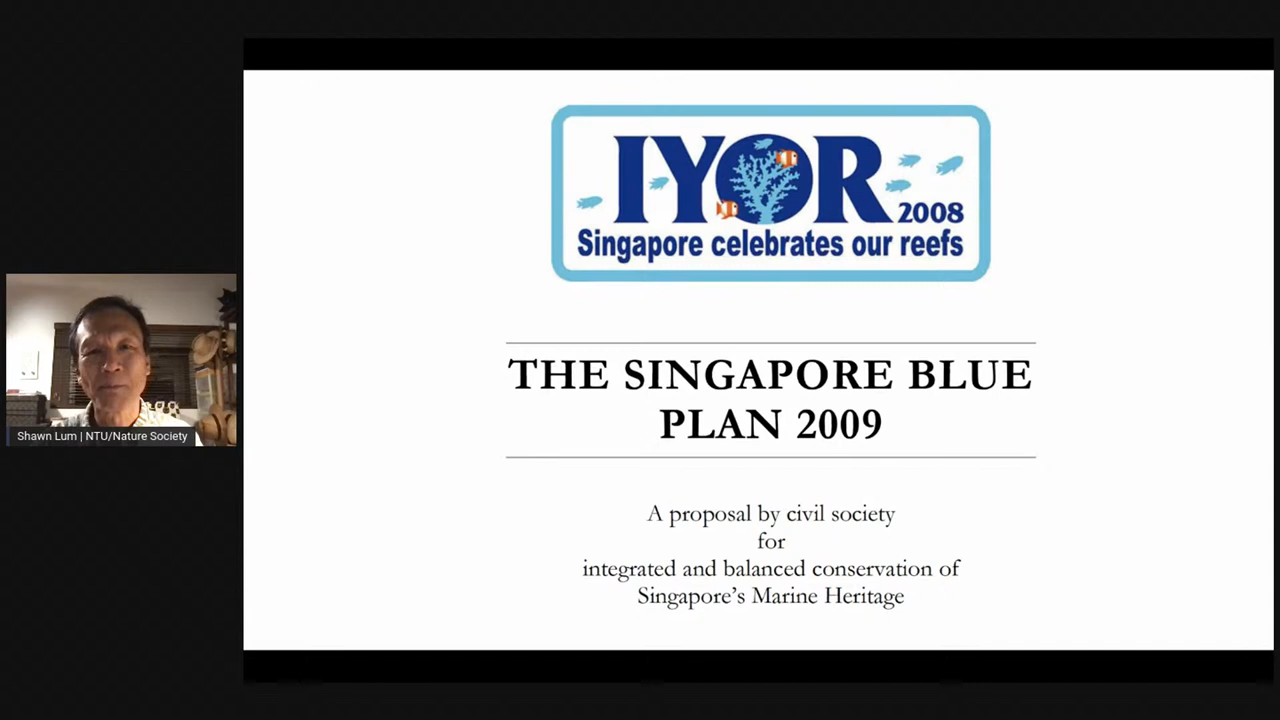 IYOR
2008
Singapore celebrates our reefs
THE SINGAPORE BLUE
PLAN 2009
A proposal by civil society
for
integrated and balanced conservation of
Singapore's Marine Heritage
Shawn Lum | NTU/Nature Society